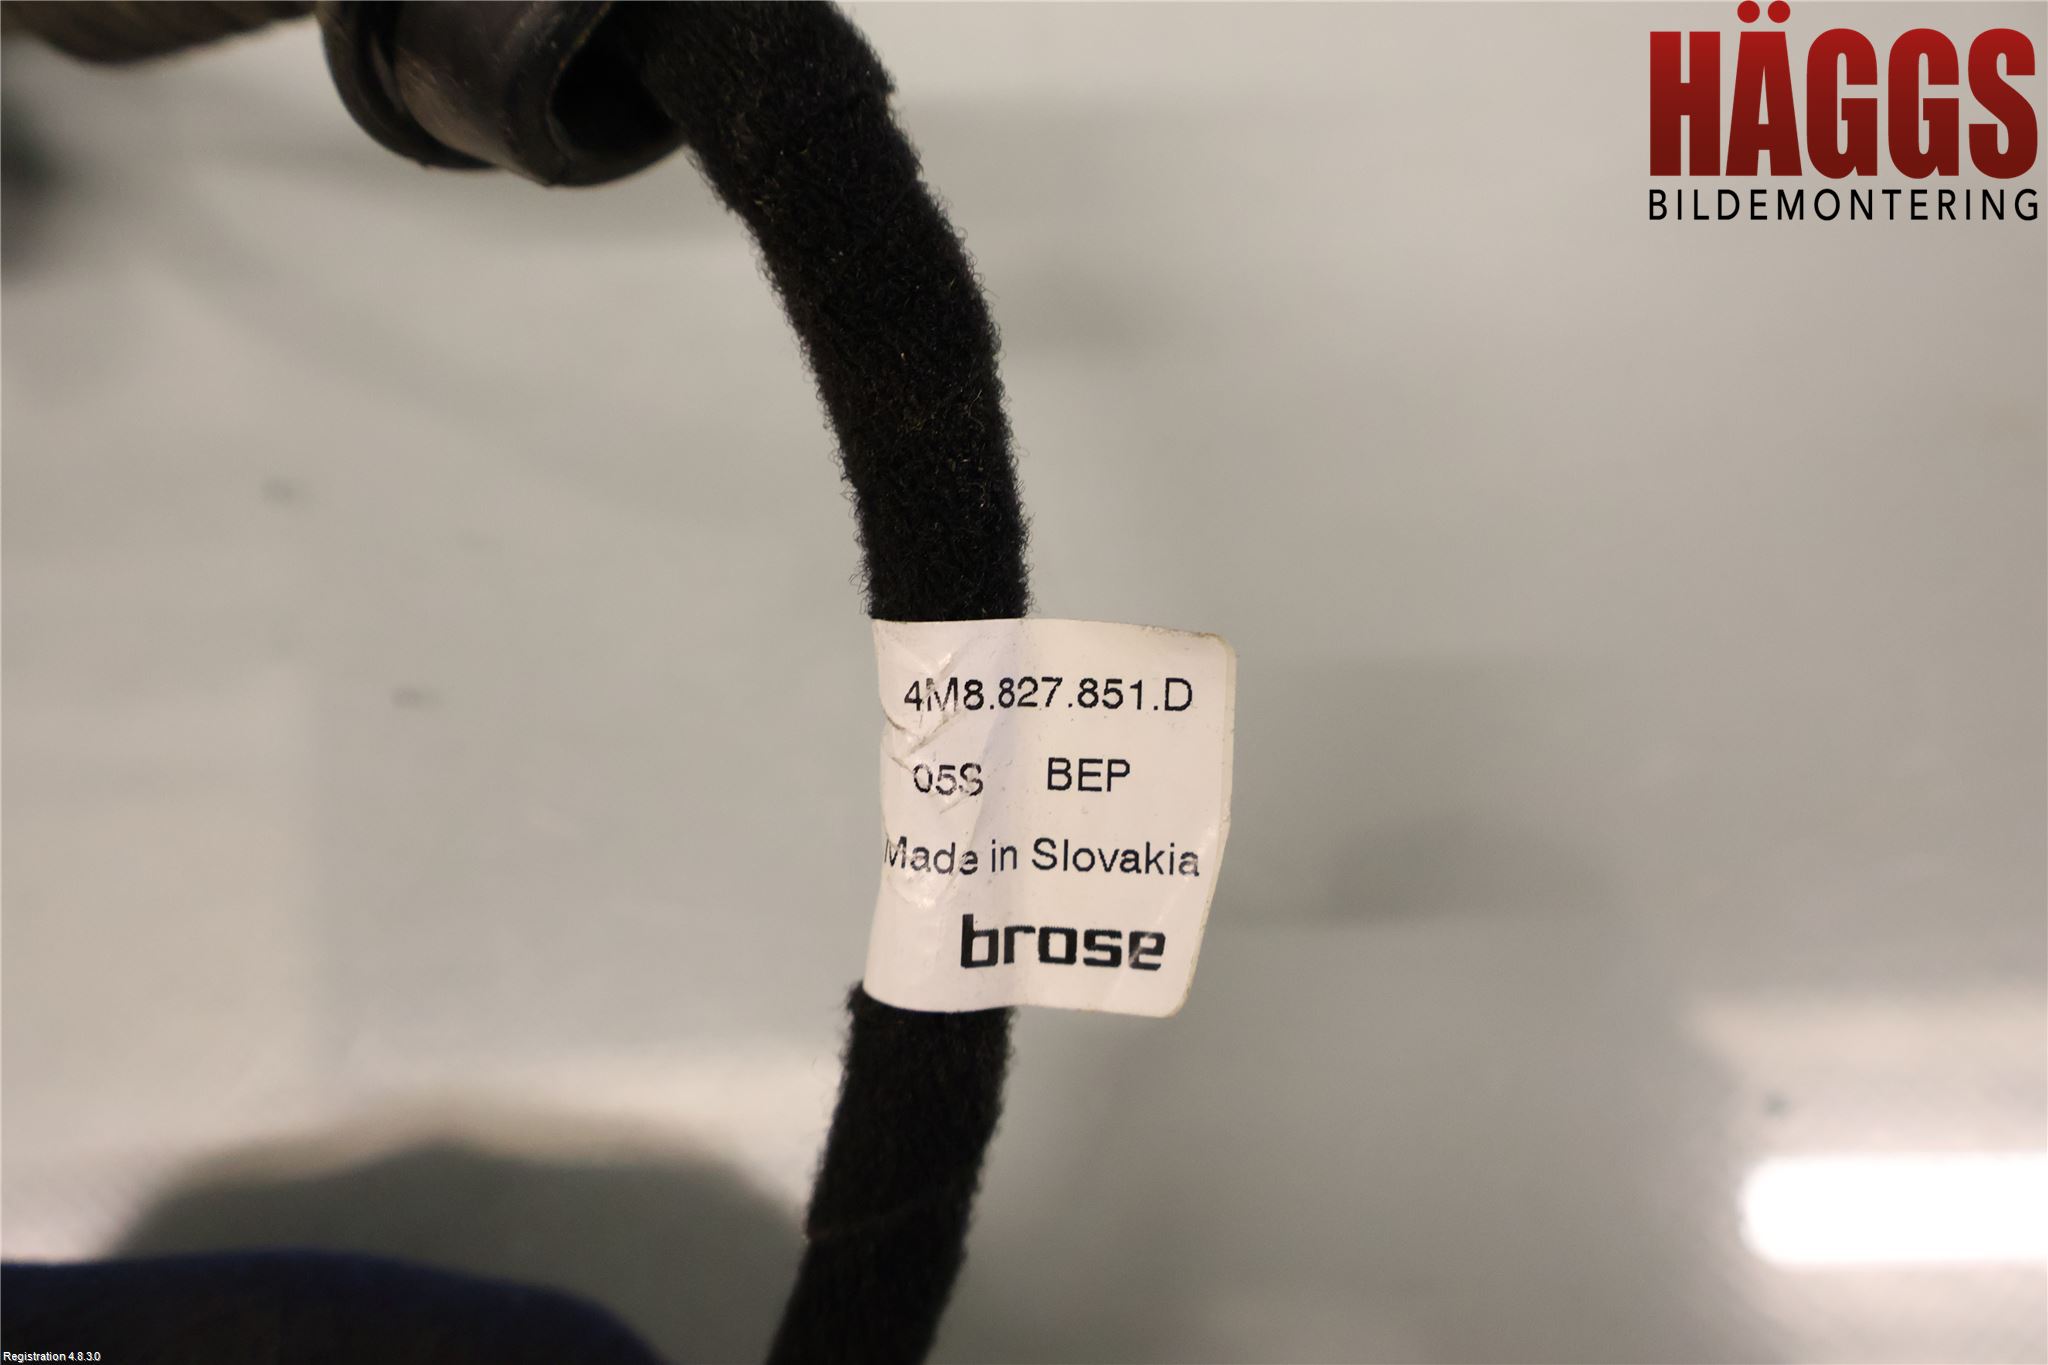 HÄGGS
BILDEMONTERING
4M8.827.851.D
05S BEP
Made in Slovakia
brose
Registration 4.8.3.0